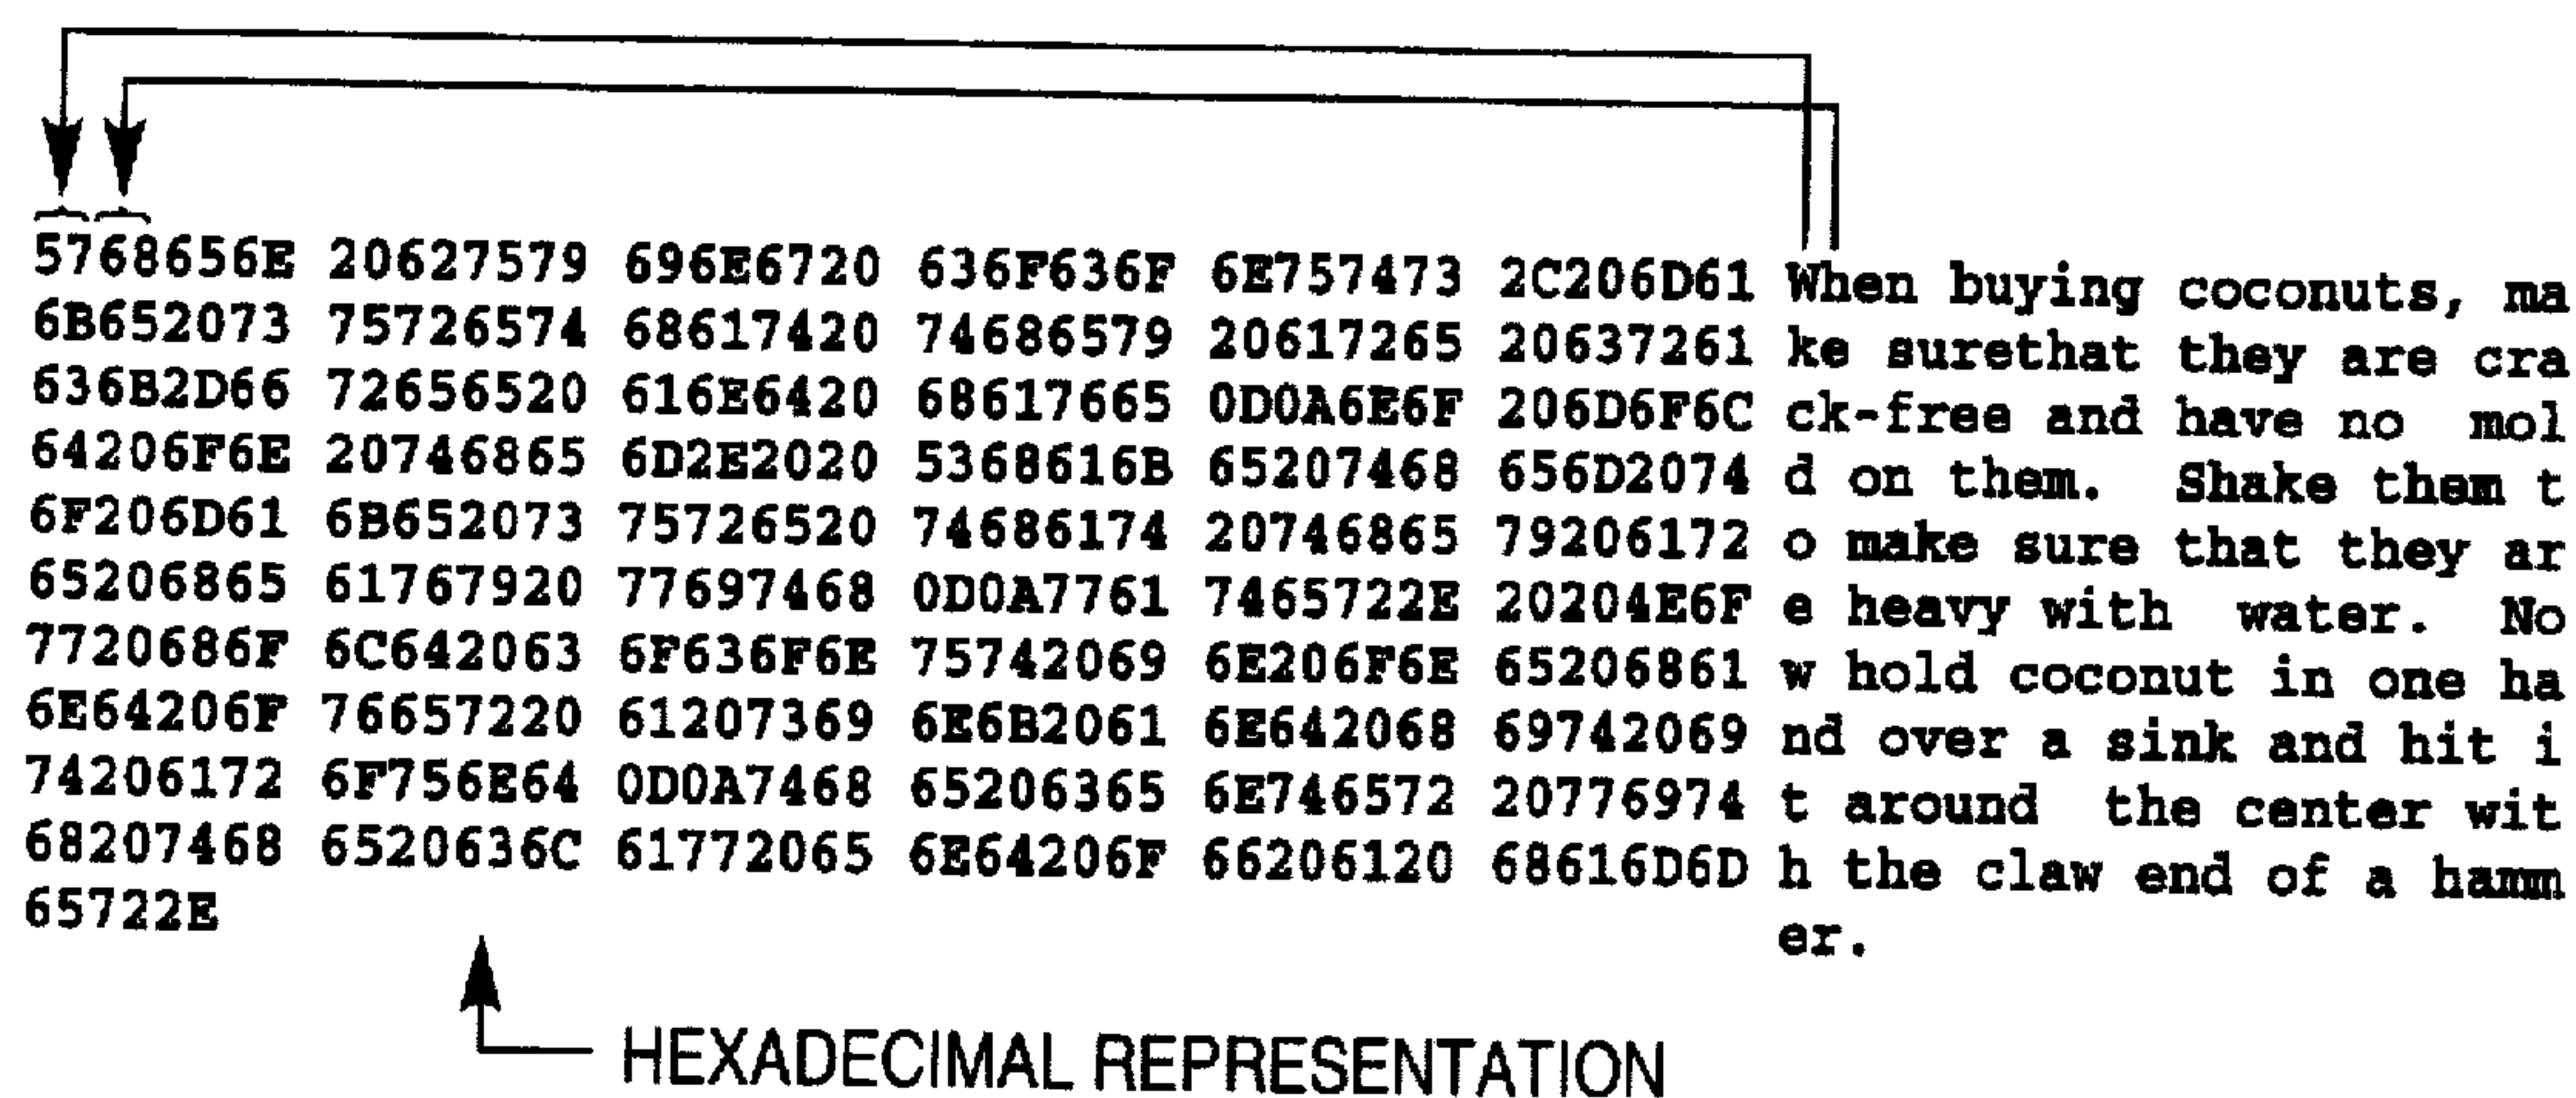 5768656E 20627579 696E6720 636F636F 6E757473 2C206D61 When buying coconuts, ma
6B652073 75726574 68617420 74686579 20617265 20637261 ke surethat they are cra
636B2D66 72656520 616E6420 68617665 0D0A6E6F 206D6F6C ck-free and have no  mol
64206F6E 20746865 6D2E2020 5368616B 65207468 656D2074 d on them.  Shake them t
6F206D61 6B652073 75726520 74686174 20746865 79206172 o make sure that they ar
65206865 61767920 77697468 0D0A7761 7465722E 20204E6F e heavy with  water.  No
7720686F 6C642063 6F636F6E 75742069 6E206F6E 65206861 w hold coconut in one ha
6E64206F 76657220 61207369 6E6B2061 6E642068 69742069 nd over a sink and hit i
74206172 6F756E64 0D0A7468 65206365 6E746572 20776974 t around  the center wit
68207468 6520636C 61772065 6E64206F 66206120 68616D6D h the claw end of a hamm
65722E er.
HEXADECIMAL REPRESENTATION